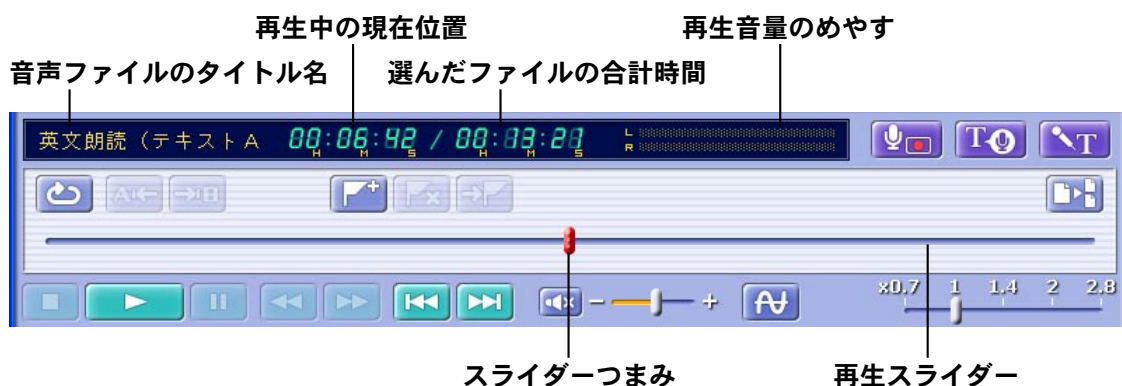 再生中の現在位置
再生音量のめやす
音声ファイルのタイトル名
選んだファイルの合計時間
英文朗読（テキストA 00:06:42 / 00:13:21 L
H M S H M S R
T T
A B
x0.7 1 1.4 2 2.8
− +
スライダーつまみ
再生スライダー